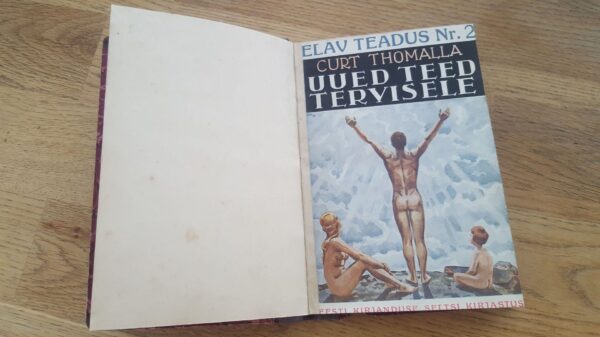 ELAV TEADUS Nr. 2
CURT THOMALLA
UUED TEED
TERVISELE
EESTI KIRJANDUSE SELTSI KIRJASTUS